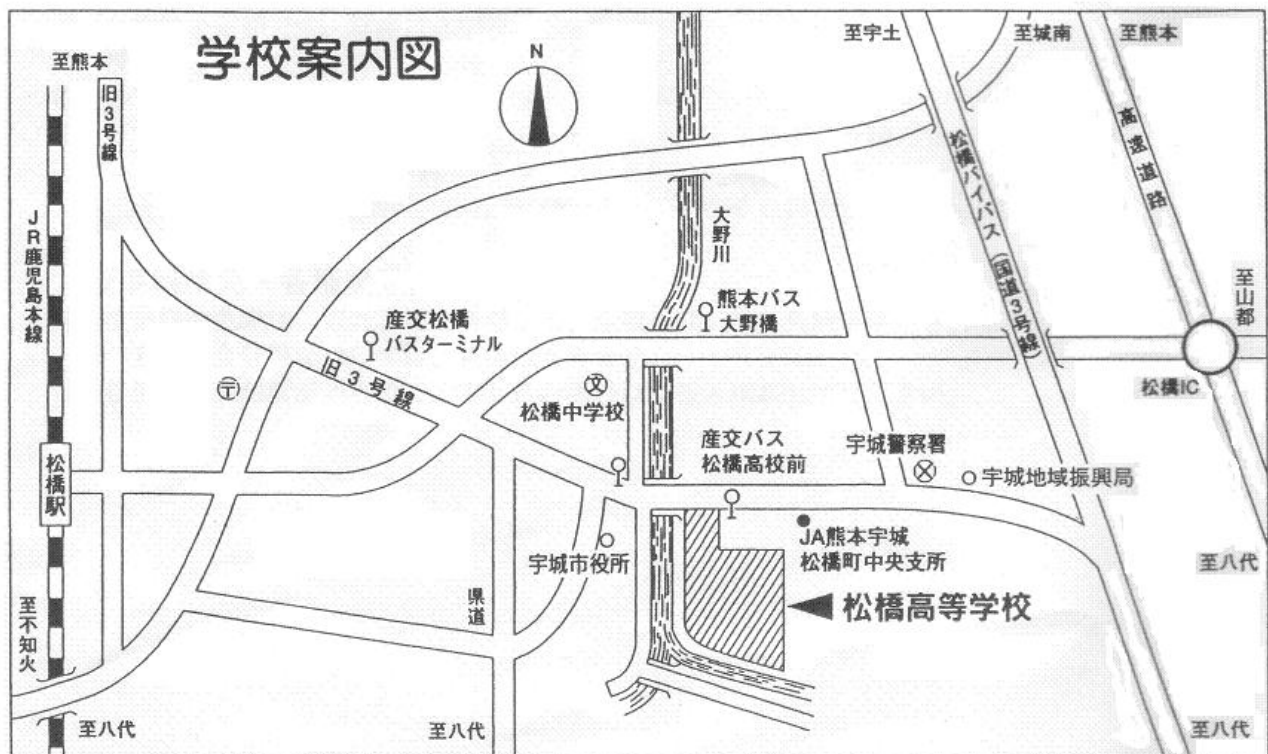 学校案内図
N
至熊本
旧3号線
至宇土
至城南
至熊本
高速道路
松橋バイパス(国道3号線)
大野川
JR鹿児島本線
産交松橋
バスターミナル
熊本バス
大野橋
至山都
松橋IC
旧3号線
〒
文
松橋中学校
産交バス
松橋高校前
宇城警察署
宇城地域振興局
松橋駅
宇城市役所
JA熊本宇城
松橋町中央支所
至八代
県道
松橋高等学校
至不知火
至八代
至八代
至八代